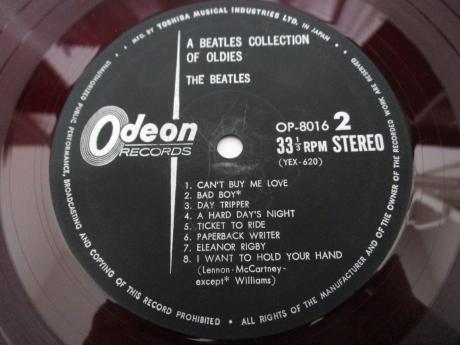 MFG. BY TOSHIBA MUSICAL INDUSTRIES LTD. IN JAPAN • ALL RIGHTS OF THE MANUFACTURER AND OF THE OWNER OF THE RECORDED WORK ARE RESERVED
UNAUTHORIZED PUBLIC PERFORMANCE, BROADCASTING AND COPYING OF THIS RECORD PROHIBITED •
A BEATLES COLLECTION
OF OLDIES
THE BEATLES
Odeon
RECORDS
OP-8016 2
33 1/3 RPM STEREO
(YEX-620)
1. CAN'T BUY ME LOVE
2. BAD BOY*
3. DAY TRIPPER
4. A HARD DAY'S NIGHT
5. TICKET TO RIDE
6. PAPERBACK WRITER
7. ELEANOR RIGBY
8. I WANT TO HOLD YOUR HAND
(Lennon-McCartney-
except* Williams)